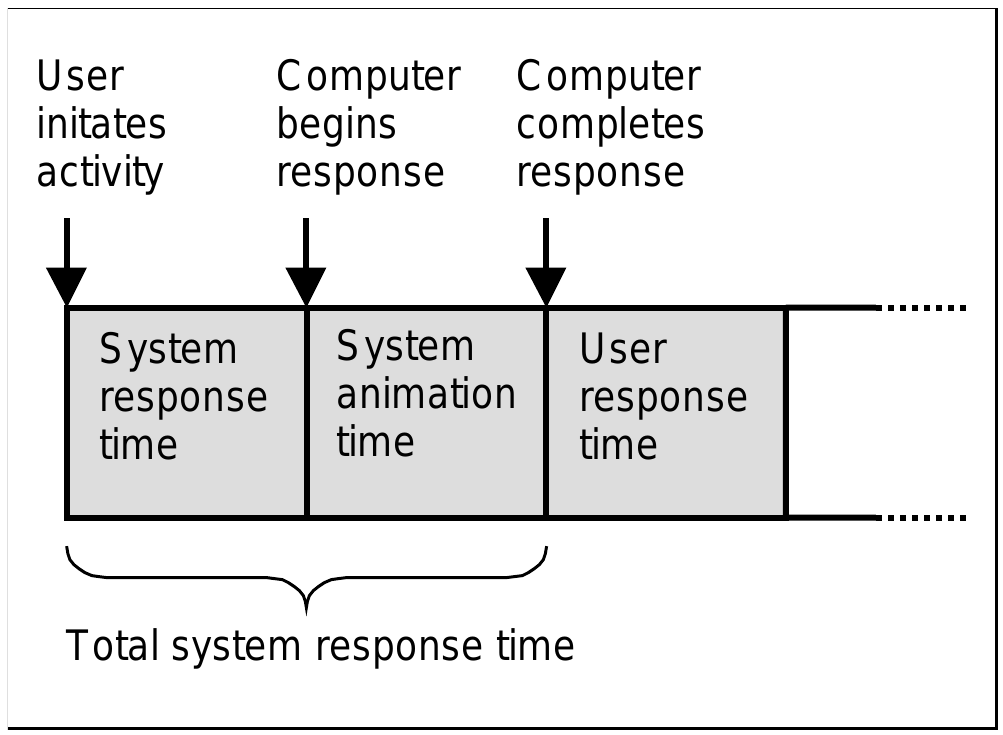 User
initates
activity
Computer
begins
response
Computer
completes
response
System
response
time
System
animation
time
User
response
time
Total system response time